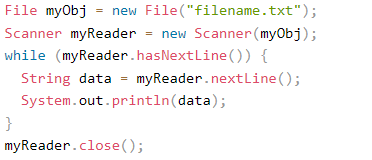 File myObj = new File("filename.txt");
Scanner myReader = new Scanner(myObj);
while (myReader.hasNextLine()) {
  String data = myReader.nextLine();
  System.out.println(data);
}
myReader.close();